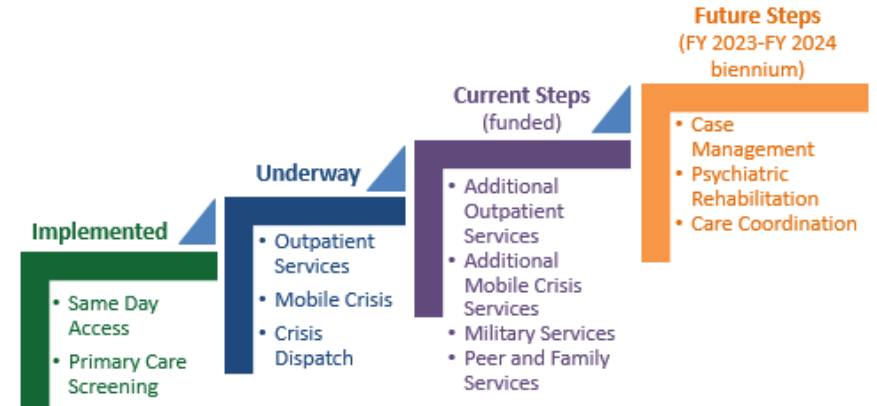 Implemented
• Same Day
Access
• Primary Care
Screening
Underway
• Outpatient
Services
• Mobile Crisis
• Crisis
Dispatch
Current Steps
(funded)
• Additional
Outpatient
Services
• Additional
Mobile Crisis
Services
• Military Services
• Peer and Family
Services
Future Steps
(FY 2023-FY 2024
biennium)
• Case
Management
• Psychiatric
Rehabilitation
• Care Coordination